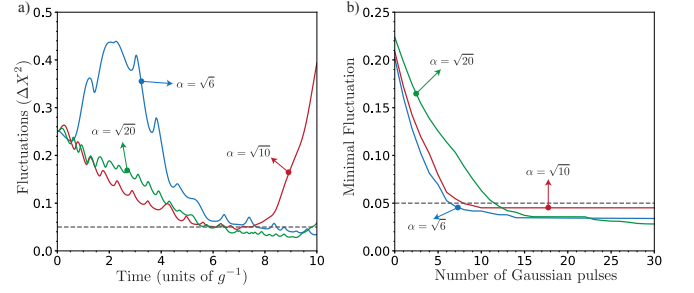 a)
Fluctuations (ΔX²)
0.5
0.4
0.3
0.2
0.1
0.0
0
2
4
6
8
10
Time (units of g⁻¹)
α = √6
α = √20
α = √10
b)
Minimal Fluctuation
0.25
0.20
0.15
0.10
0.05
0.00
0
5
10
15
20
25
30
Number of Gaussian pulses
α = √20
α = √10
α = √6